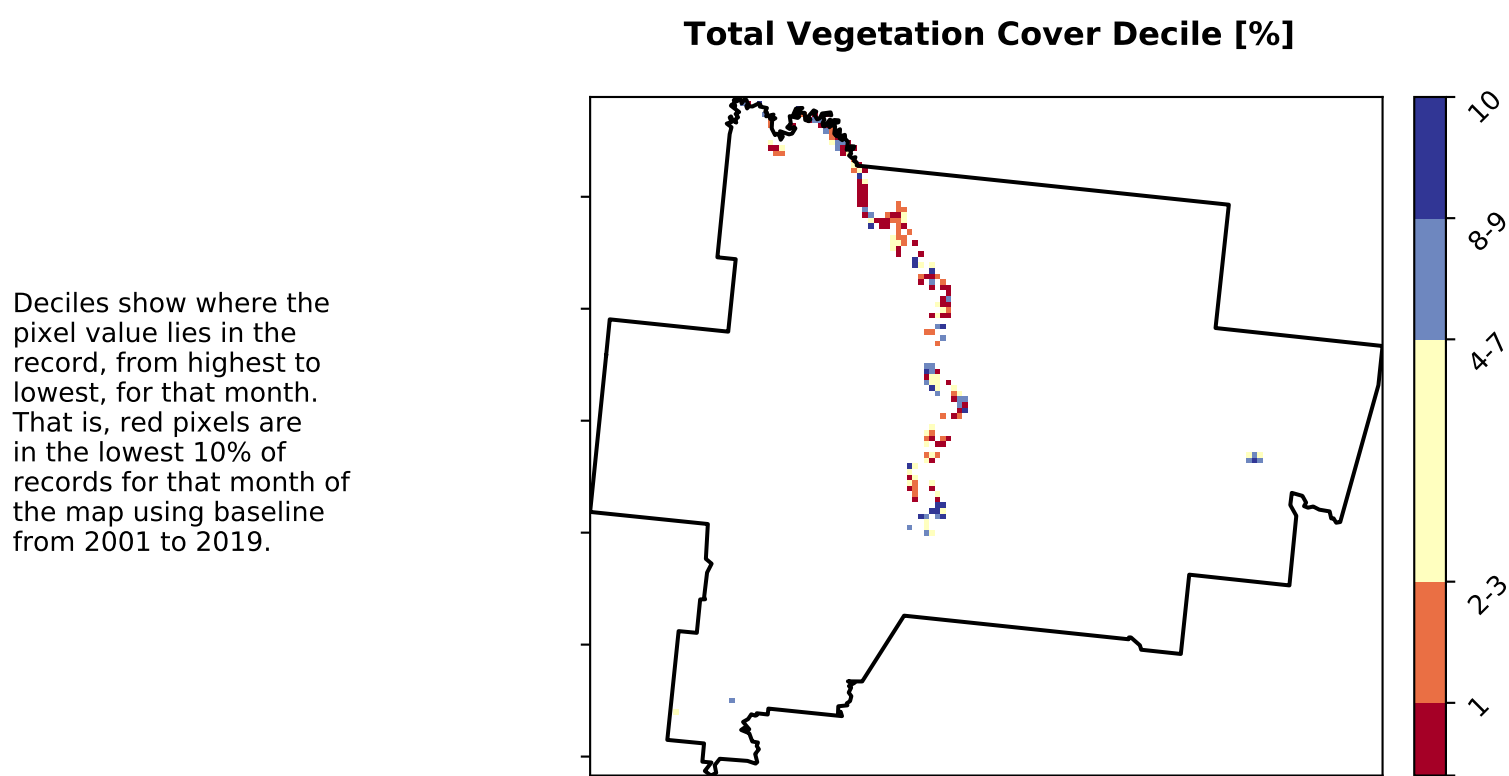 Total Vegetation Cover Decile [%]
Deciles show where the
pixel value lies in the
record, from highest to
lowest, for that month.
That is, red pixels are
in the lowest 10% of
records for that month of
the map using baseline
from 2001 to 2019.
10
8-9
4-7
2-3
1